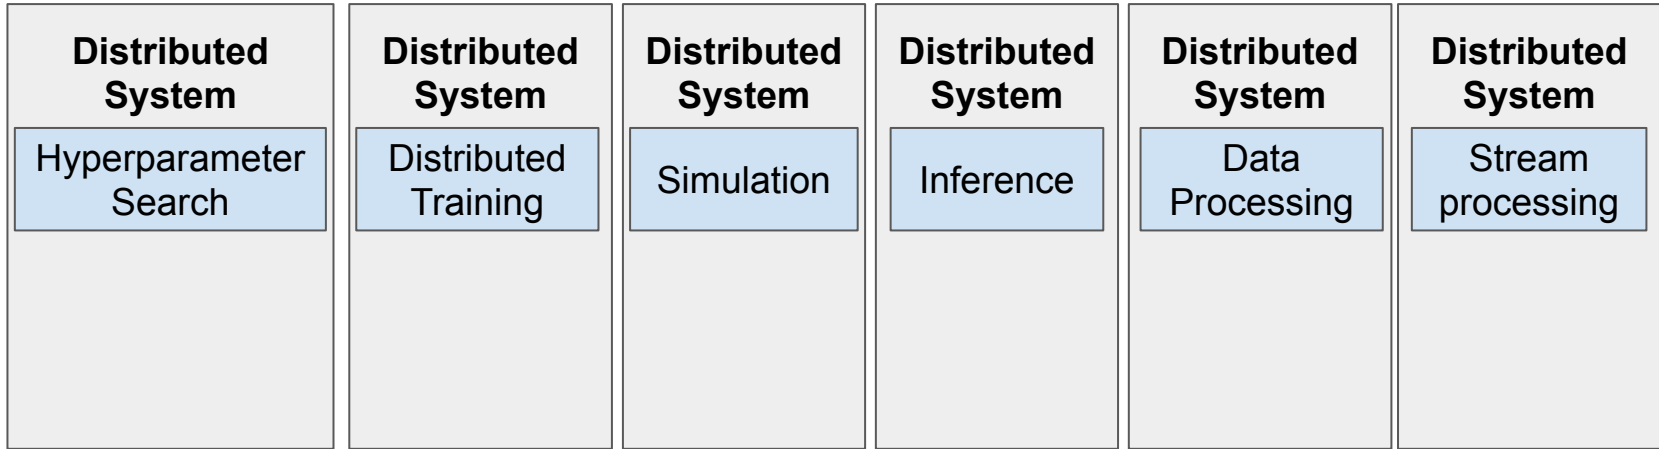 Distributed
System
Hyperparameter
Search
Distributed
System
Distributed
Training
Distributed
System
Simulation
Distributed
System
Inference
Distributed
System
Data
Processing
Distributed
System
Stream
processing